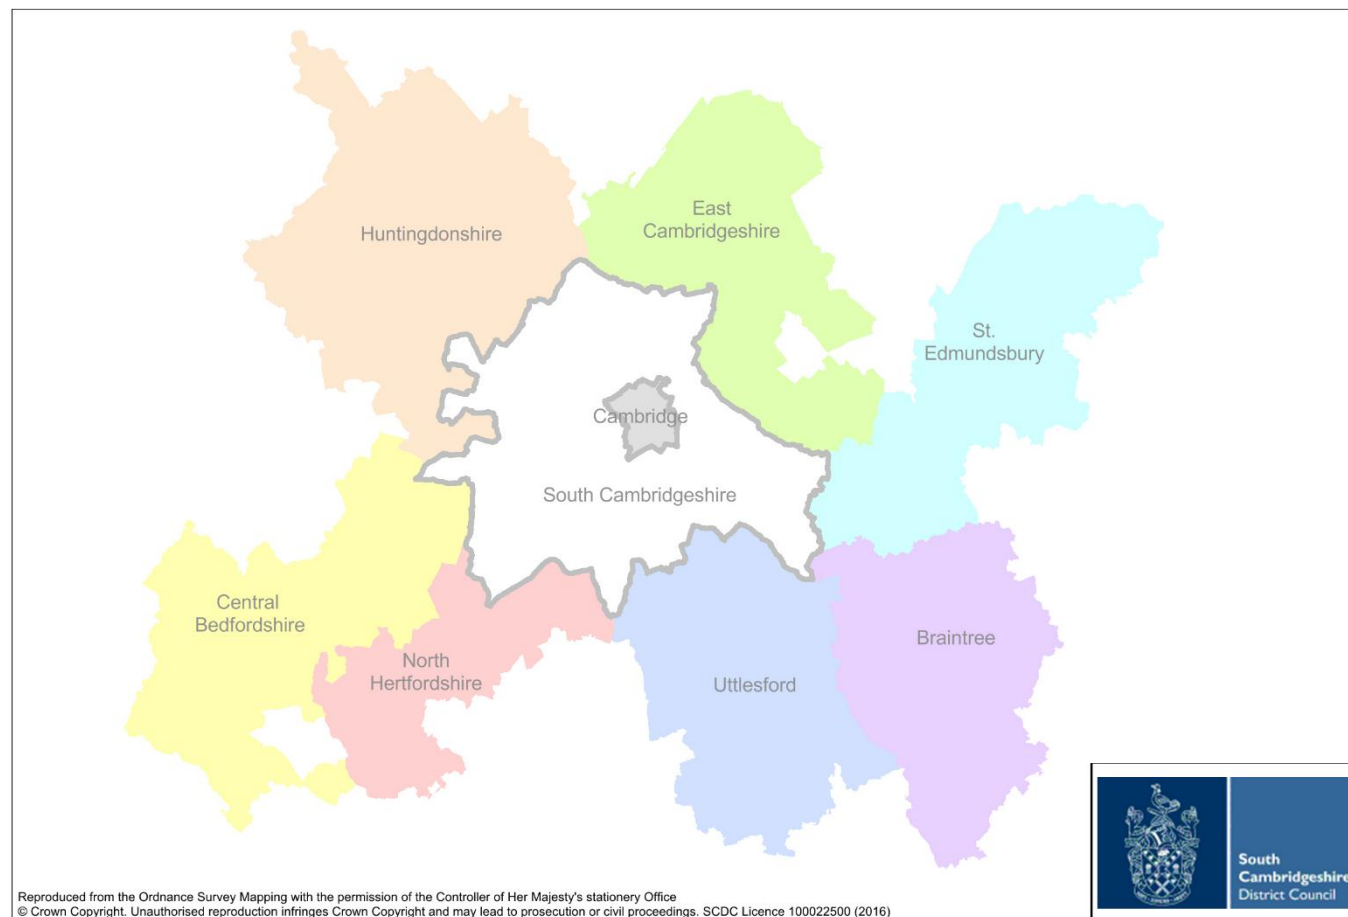 Huntingdonshire
East
Cambridgeshire
St.
Edmundsbury
Cambridge
South Cambridgeshire
Central
Bedfordshire
North
Hertfordshire
Uttlesford
Braintree
South
Cambridgeshire
District Council
Reproduced from the Ordnance Survey Mapping with the permission of the Controller of Her Majesty's stationery Office
© Crown Copyright. Unauthorised reproduction infringes Crown Copyright and may lead to prosecution or civil proceedings. SCDC Licence 100022500 (2016)